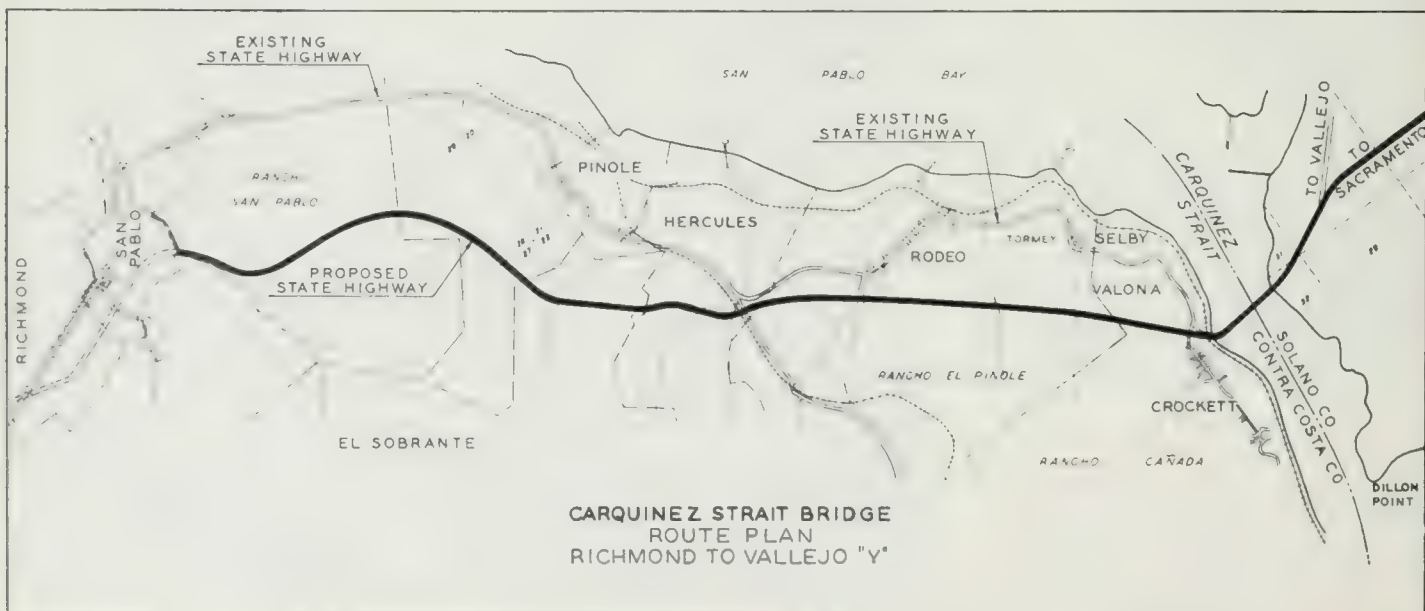 EXISTING
STATE HIGHWAY
SAN PABLO BAY
EXISTING
STATE HIGHWAY
TO VALLEJO
TO
SACRAMENTO
CARQUINEZ
STRAIT
PINOLE
RANCH
SAN PABLO
HERCULES
SAN
PABLO
RICHMOND
PROPOSED
STATE HIGHWAY
RODEO
TORMEY
SELBY
VALONA
SOLANO CO
CONTRA COSTA CO
RANCHO EL PINOLE
CROCKETT
EL SOBRANTE
RANCHO CAÑADA
DILLON
POINT
CARQUINEZ STRAIT BRIDGE
ROUTE PLAN
RICHMOND TO VALLEJO "Y"